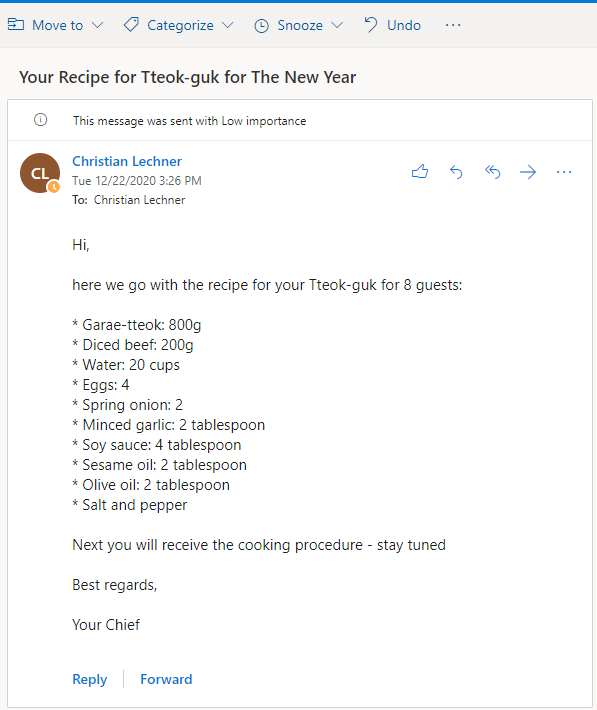 Move to Categorize Snooze Undo ...
Your Recipe for Tteok-guk for The New Year
This message was sent with Low importance
CL
Christian Lechner
Tue 12/22/2020 3:26 PM
To: Christian Lechner
Hi,
here we go with the recipe for your Tteok-guk for 8 guests:
* Garae-tteok: 800g
* Diced beef: 200g
* Water: 20 cups
* Eggs: 4
* Spring onion: 2
* Minced garlic: 2 tablespoon
* Soy sauce: 4 tablespoon
* Sesame oil: 2 tablespoon
* Olive oil: 2 tablespoon
* Salt and pepper
Next you will receive the cooking procedure - stay tuned
Best regards,
Your Chief
Reply Forward